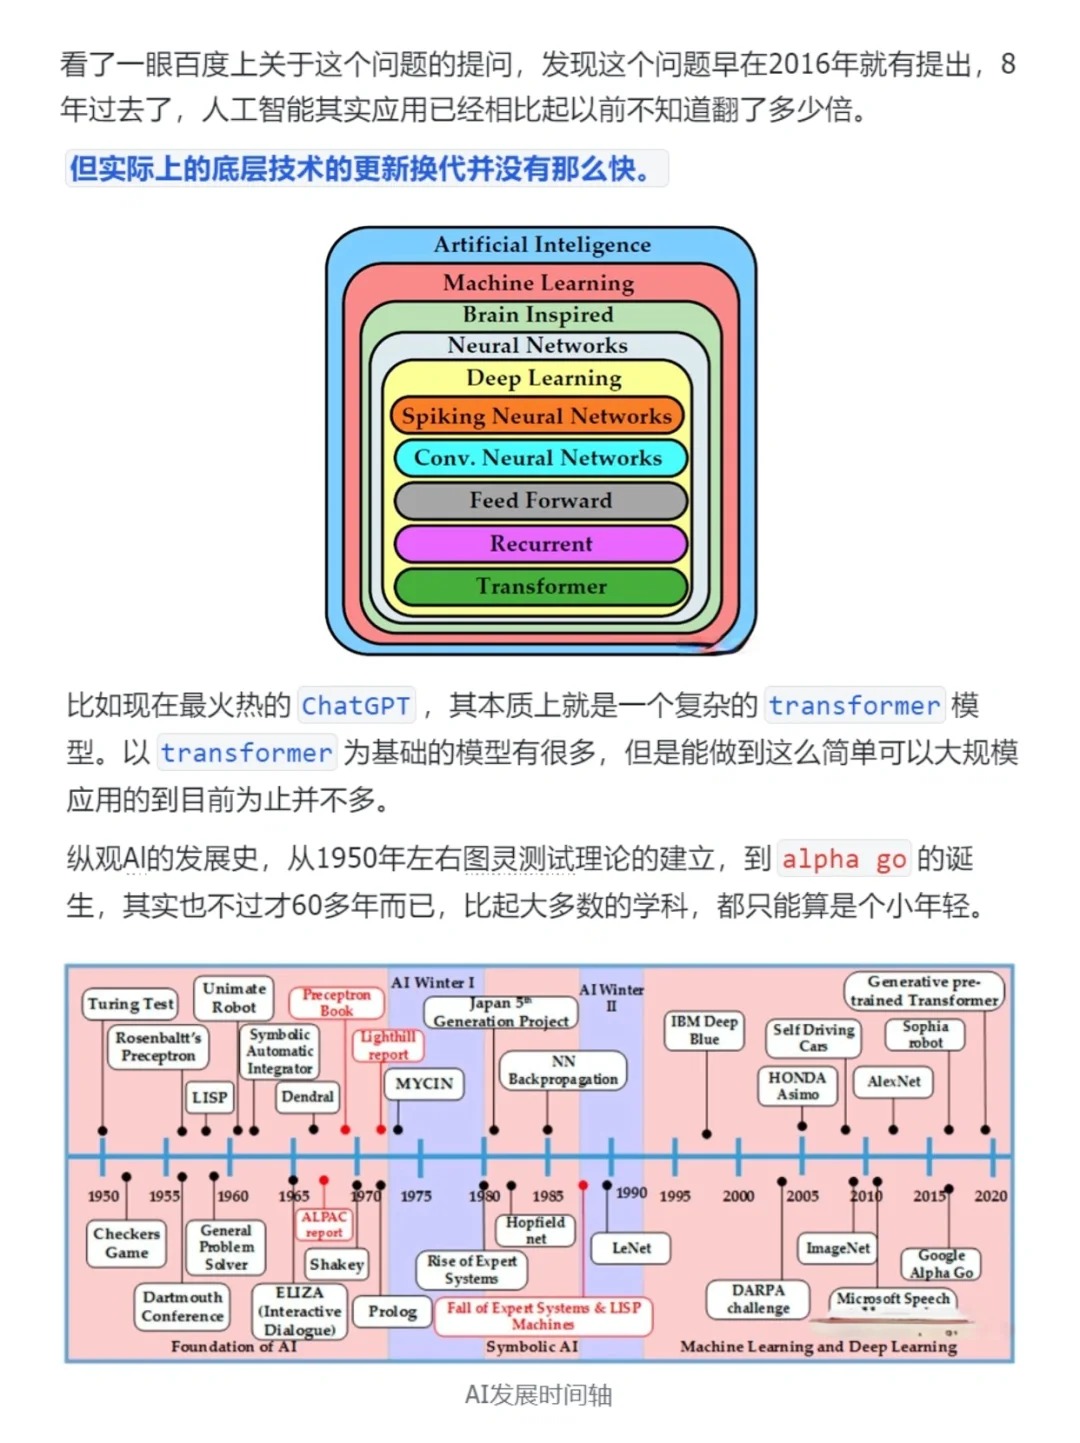 看了一眼百度上关于这个问题的提问，发现这个问题早在2016年就有提出，8
年过去了，人工智能其实应用已经相比起以前不知道翻了多少倍。
但实际上的底层技术的更新换代并没有那么快。
Artificial Inteligence
Machine Learning
Brain Inspired
Neural Networks
Deep Learning
Spiking Neural Networks
Conv. Neural Networks
Feed Forward
Recurrent
Transformer
比如现在最火热的 ChatGPT ，其本质上就是一个复杂的 transformer 模
型。以 transformer 为基础的模型有很多，但是能做到这么简单可以大规模
应用的到目前为止并不多。
纵观AI的发展史，从1950年左右图灵测试理论的建立，到 alpha go 的诞
生，其实也不过才60多年而已，比起大多数的学科，都只能算是个小年轻。
Turing Test
Rosenbaltt's
Preceptron
LISP
Unimate
Robot
Symbolic
Automatic
Integrator
Dendral
Preceptron
Book
Lighthill
report
AI Winter I
MYCIN
Japan 5th
Generation Project
NN
Backpropagation
AI Winter
II
IBM Deep
Blue
Self Driving
Cars
HONDA
Asimo
Generative pre-
trained Transformer
Sophia
robot
AlexNet
1950 1955 1960 1965 1970 1975 1980 1985 1990 1995 2000 2005 2010 2015 2020
Checkers
Game
Dartmouth
Conference
General
Problem
Solver
ELIZA
(Interactive
Dialogue)
ALPAC
report
Shakey
Prolog
Rise of Expert
Systems
Hopfield
net
Fall of Expert Systems & LISP
Machines
LeNet
DARPA
challenge
ImageNet
Microsoft Speech
Google
Alpha Go
Foundation of AI
Symbolic AI
Machine Learning and Deep Learning
AI发展时间轴